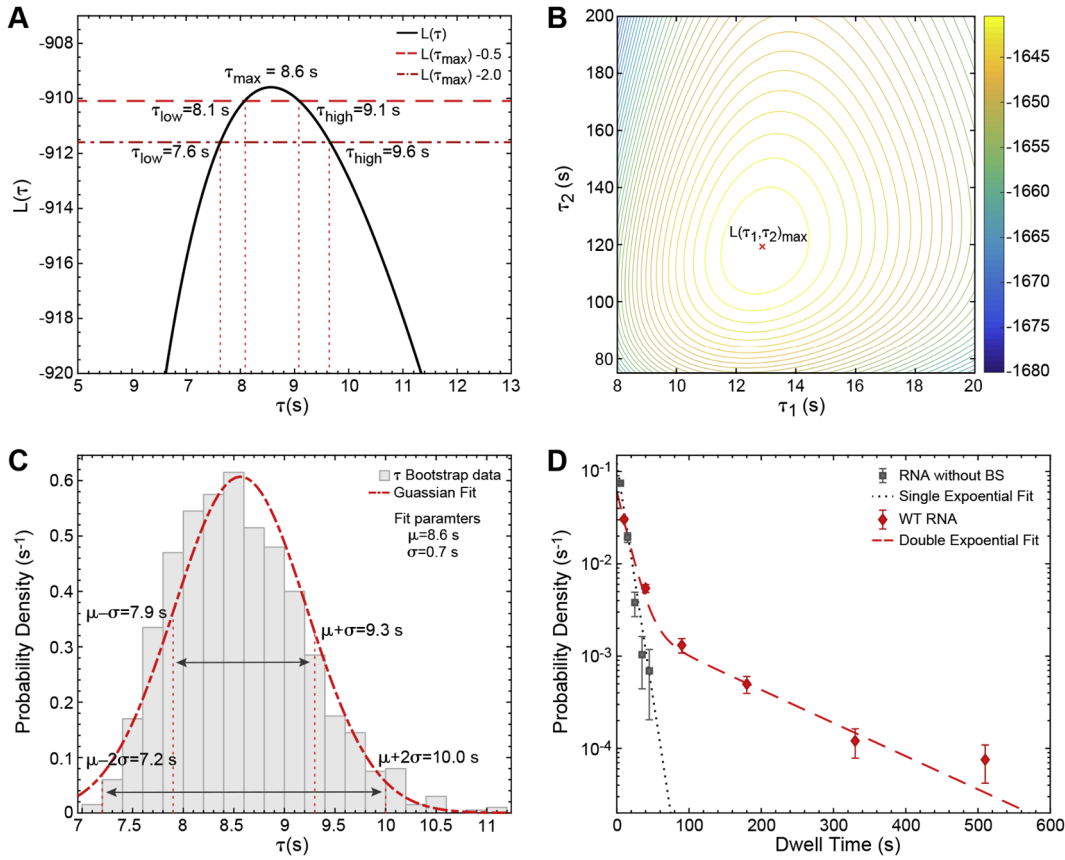 A
-907
-908
-910
-912
-914
-916
-918
-920
L(τ)
L(τ)
L(τmax) -0.5
L(τmax) -2.0
τmax = 8.6 s
τlow=8.1 s
τhigh=9.1 s
τlow=7.6 s
τhigh=9.6 s
5 6 7 8 9 10 11 12 13
τ(s)
B
200
180
160
140
120
100
80
τ2 (s)
L(τ1,τ2)max
8 10 12 14 16 18 20
τ1 (s)
-1645
-1650
-1655
-1660
-1665
-1670
-1675
-1680
C
0.6
0.5
0.4
0.3
0.2
0.1
0
Probability Density (s-1)
τ Bootstrap data
Guassian Fit
Fit paramters
μ=8.6 s
σ=0.7 s
μ−σ=7.9 s
μ+σ=9.3 s
μ−2σ=7.2 s
μ+2σ=10.0 s
7 7.5 8 8.5 9 9.5 10 10.5 11
τ(s)
D
10-1
10-2
10-3
10-4
Probability Density (s-1)
RNA without BS
Single Expoential Fit
WT RNA
Double Expoential Fit
0 100 200 300 400 500 600
Dwell Time (s)